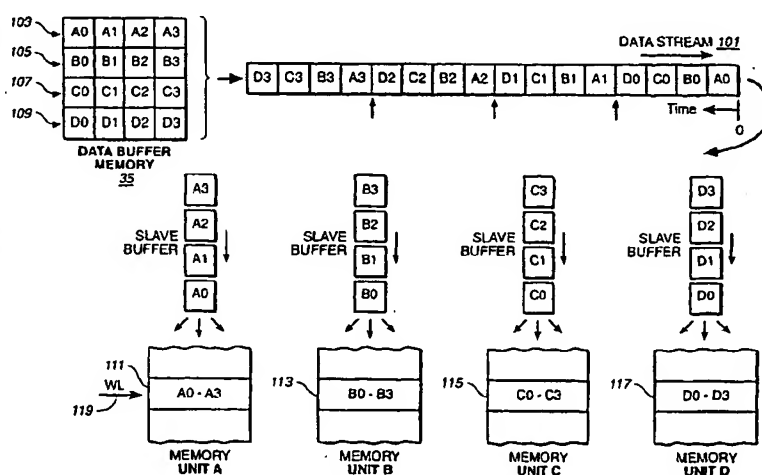 103
A0 A1 A2 A3
105
B0 B1 B2 B3
107
C0 C1 C2 C3
109
D0 D1 D2 D3
DATA BUFFER
MEMORY
35
DATA STREAM 101
D3 C3 B3 A3 D2 C2 B2 A2 D1 C1 B1 A1 D0 C0 B0 A0
Time
0
A3
A2
A1
A0
SLAVE
BUFFER
B3
B2
B1
B0
SLAVE
BUFFER
C3
C2
C1
C0
SLAVE
BUFFER
D3
D2
D1
D0
SLAVE
BUFFER
111
WL
119
A0 - A3
113
B0 - B3
115
C0 - C3
117
D0 - D3
MEMORY
UNIT A
MEMORY
UNIT B
MEMORY
UNIT C
MEMORY
UNIT D